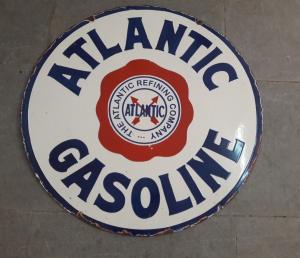 ATLANTIC
THE ATLANTIC REFINING COMPANY ...
ATLANTIC
GASOLINE